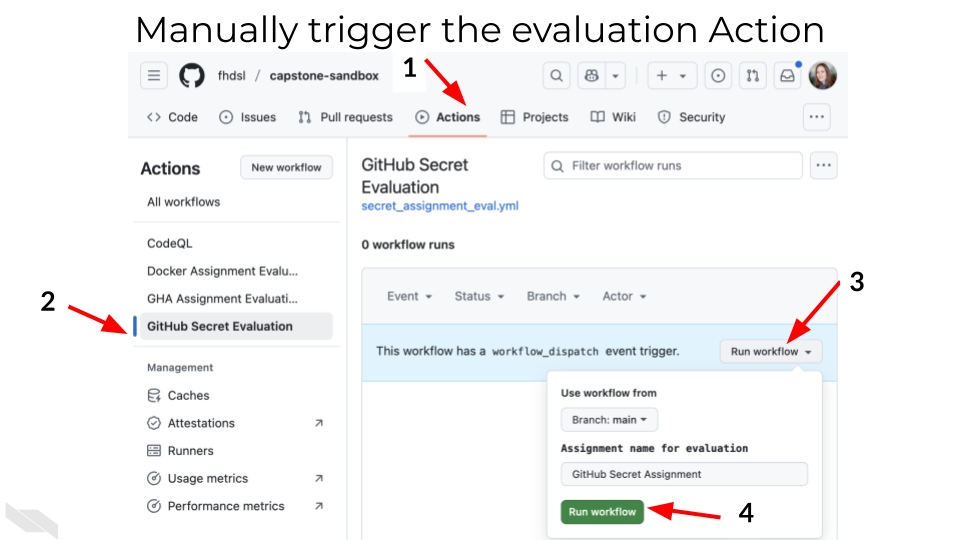 Manually trigger the evaluation Action
fhdsl / capstone-sandbox
1
Code Issues Pull requests Actions Projects Wiki Security
Actions
New workflow
All workflows
CodeQL
Docker Assignment Evalu...
GHA Assignment Evaluati...
2
GitHub Secret Evaluation
Management
Caches
Attestations
Runners
Usage metrics
Performance metrics
GitHub Secret
Evaluation
secret_assignment_eval.yml
Filter workflow runs
0 workflow runs
Event Status Branch Actor
3
This workflow has a workflow_dispatch event trigger.
Run workflow
Use workflow from
Branch: main
Assignment name for evaluation
GitHub Secret Assignment
Run workflow
4